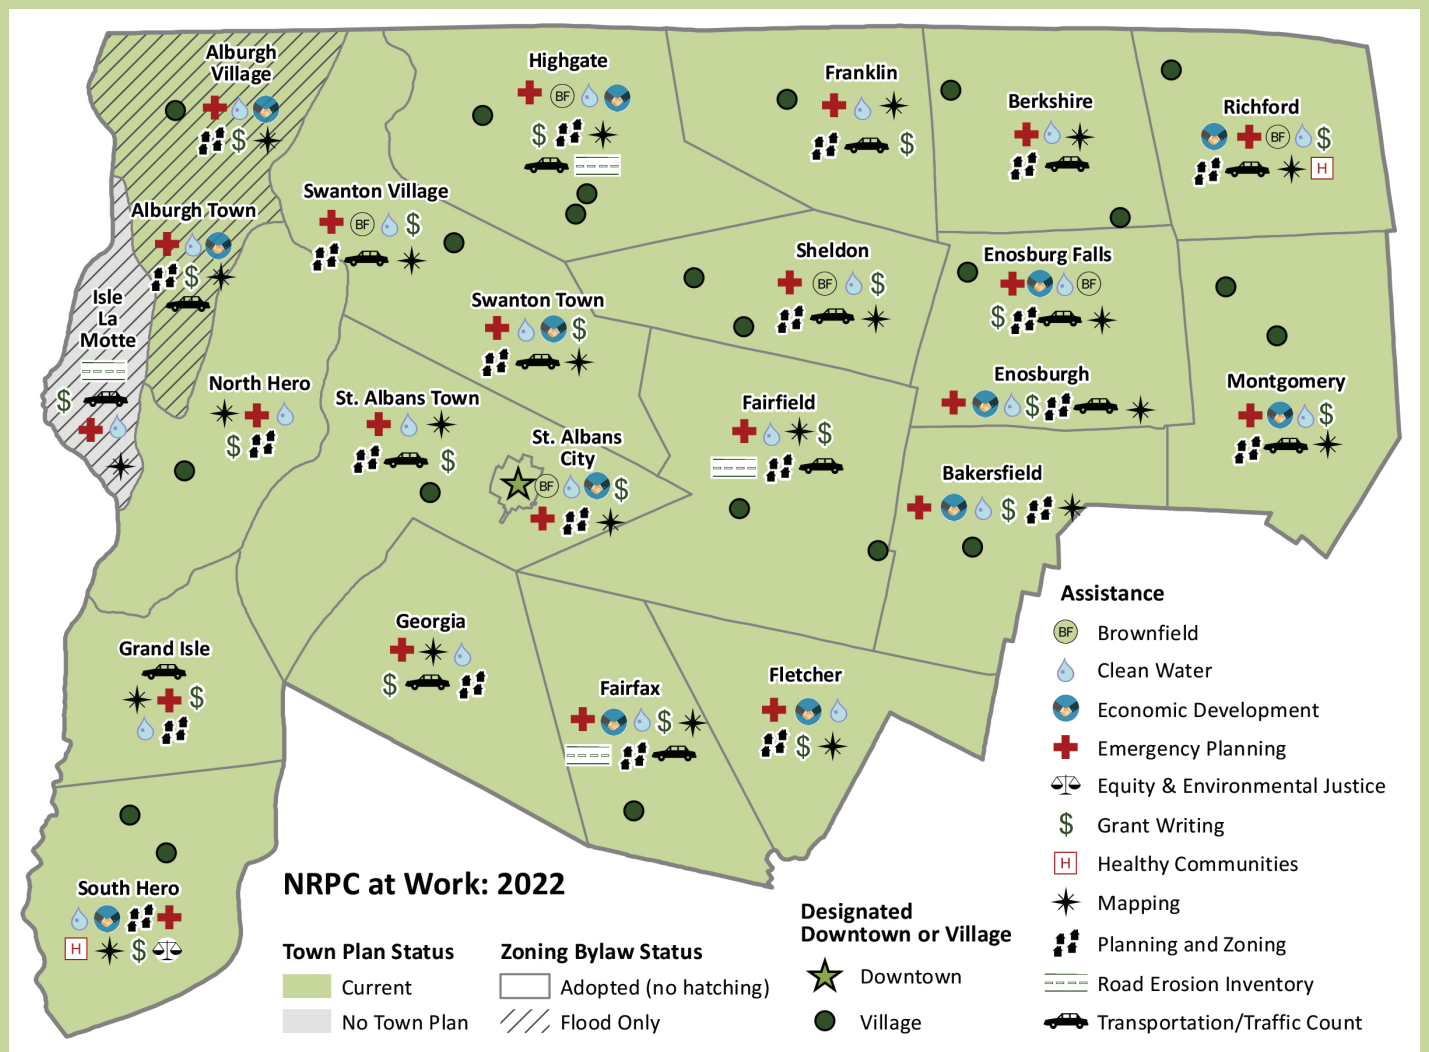 Alburgh
Village
$
Highgate
BF
$
Franklin
$
Berkshire
Richford
BF $
H
Swanton Village
BF $
Alburgh Town
$
Isle
La
Motte
$
Sheldon
BF $
Enosburg Falls
BF
$
Swanton Town
$
North Hero
$
St. Albans Town
$
St. Albans
City
BF $
Fairfield
$
Enosburgh
$
Montgomery
$
Bakersfield
$
Grand Isle
$
Georgia
$
Fairfax
$
Fletcher
$
South Hero
H $
NRPC at Work: 2022
Town Plan Status
Current
No Town Plan
Zoning Bylaw Status
Adopted (no hatching)
Flood Only
Designated
Downtown or Village
Downtown
Village
Assistance
BF Brownfield
Clean Water
Economic Development
Emergency Planning
Equity & Environmental Justice
$ Grant Writing
H Healthy Communities
Mapping
Planning and Zoning
Road Erosion Inventory
Transportation/Traffic Count